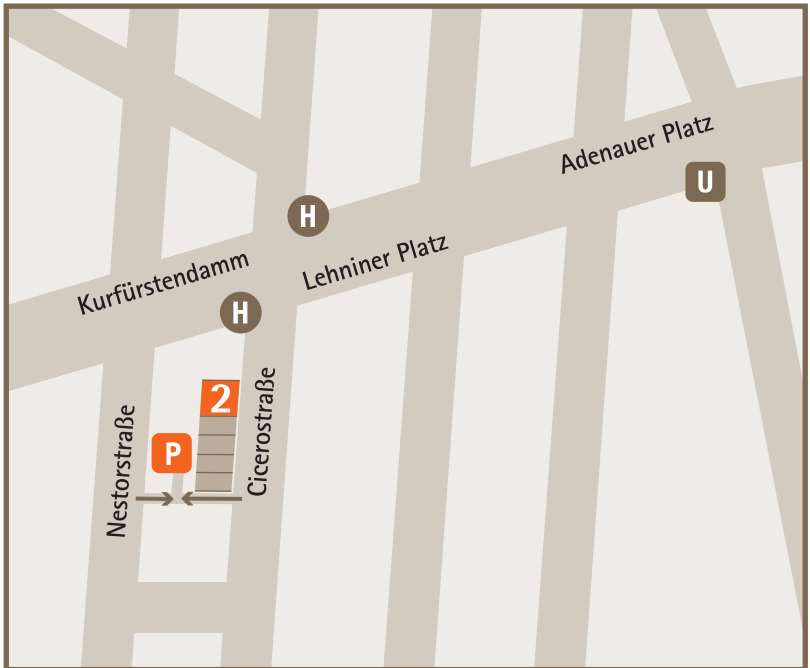 Adenauer Platz
U
H
Lehniner Platz
Kurfürstendamm
H
2
Cicerostraße
Nestorstraße
P